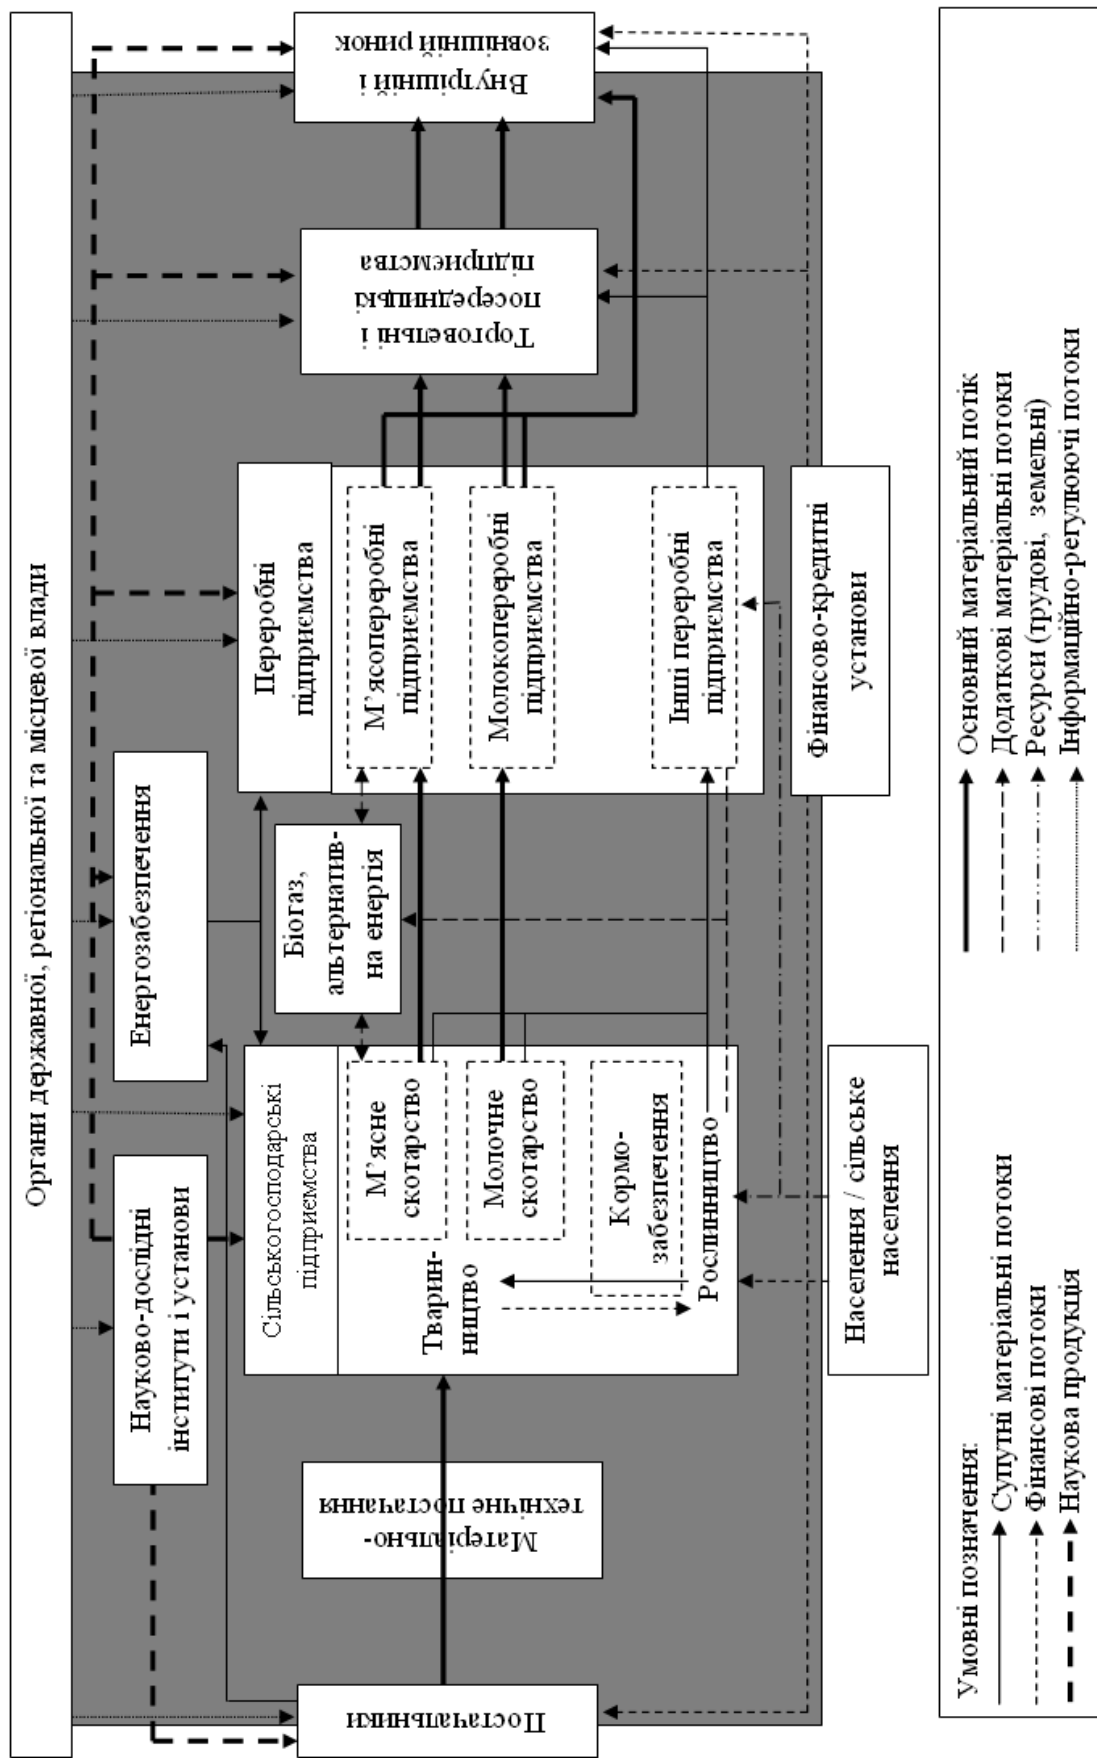 Органи державної, регіональної та місцевої влади
Науково-дослідні
інститути і установи
Енергозабезпечення
Постачальники
Матеріально-
технічне постачання
Сільськогосподарські
підприємства
Тварин-
ництво
М’ясне
скотарство
Молочне
скотарство
Кормо-
забезпечення
Рослинництво
Біогаз,
альтернатив-
на енергія
Переробні
підприємства
М’ясопереробні
підприємства
Молокопереробні
підприємства
Інші переробні
підприємства
Торговельні і
посередницькі
підприємства
Внутрішній і
зовнішній ринок
Населення / сільське
населення
Фінансово-кредитні
установи
Умовні позначення:
Супутні матеріальні потоки
Фінансові потоки
Наукова продукція
Основний матеріальний потік
Додаткові матеріальні потоки
Ресурси (трудові, земельні)
Інформаційно-регулюючі потоки